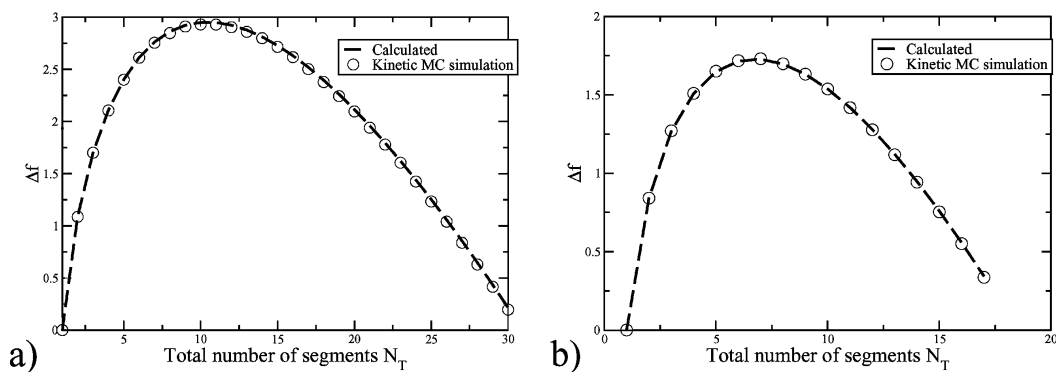 3
2.5
2
1.5
1
0.5
0
Δf
Calculated
Kinetic MC simulation
5
10
15
20
25
30
Total number of segments N_T
a)
2
1.5
1
0.5
0
Δf
Calculated
Kinetic MC simulation
0
5
10
15
20
Total number of segments N_T
b)